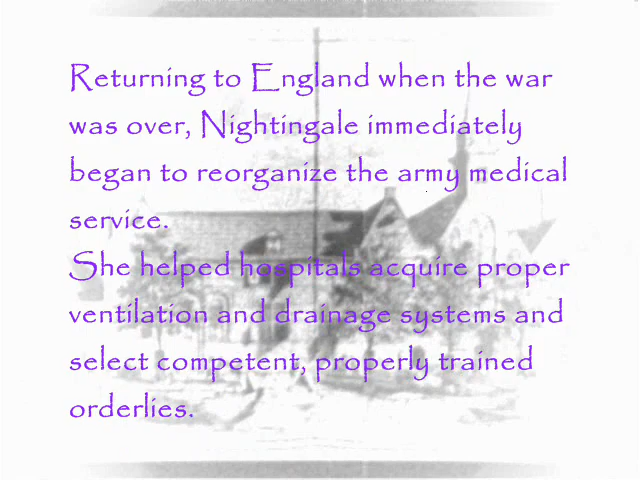 Returning to England when the war
was over, Nightingale immediately
began to reorganize the army medical
service.
She helped hospitals acquire proper
ventilation and drainage systems and
select competent, properly trained
orderlies.